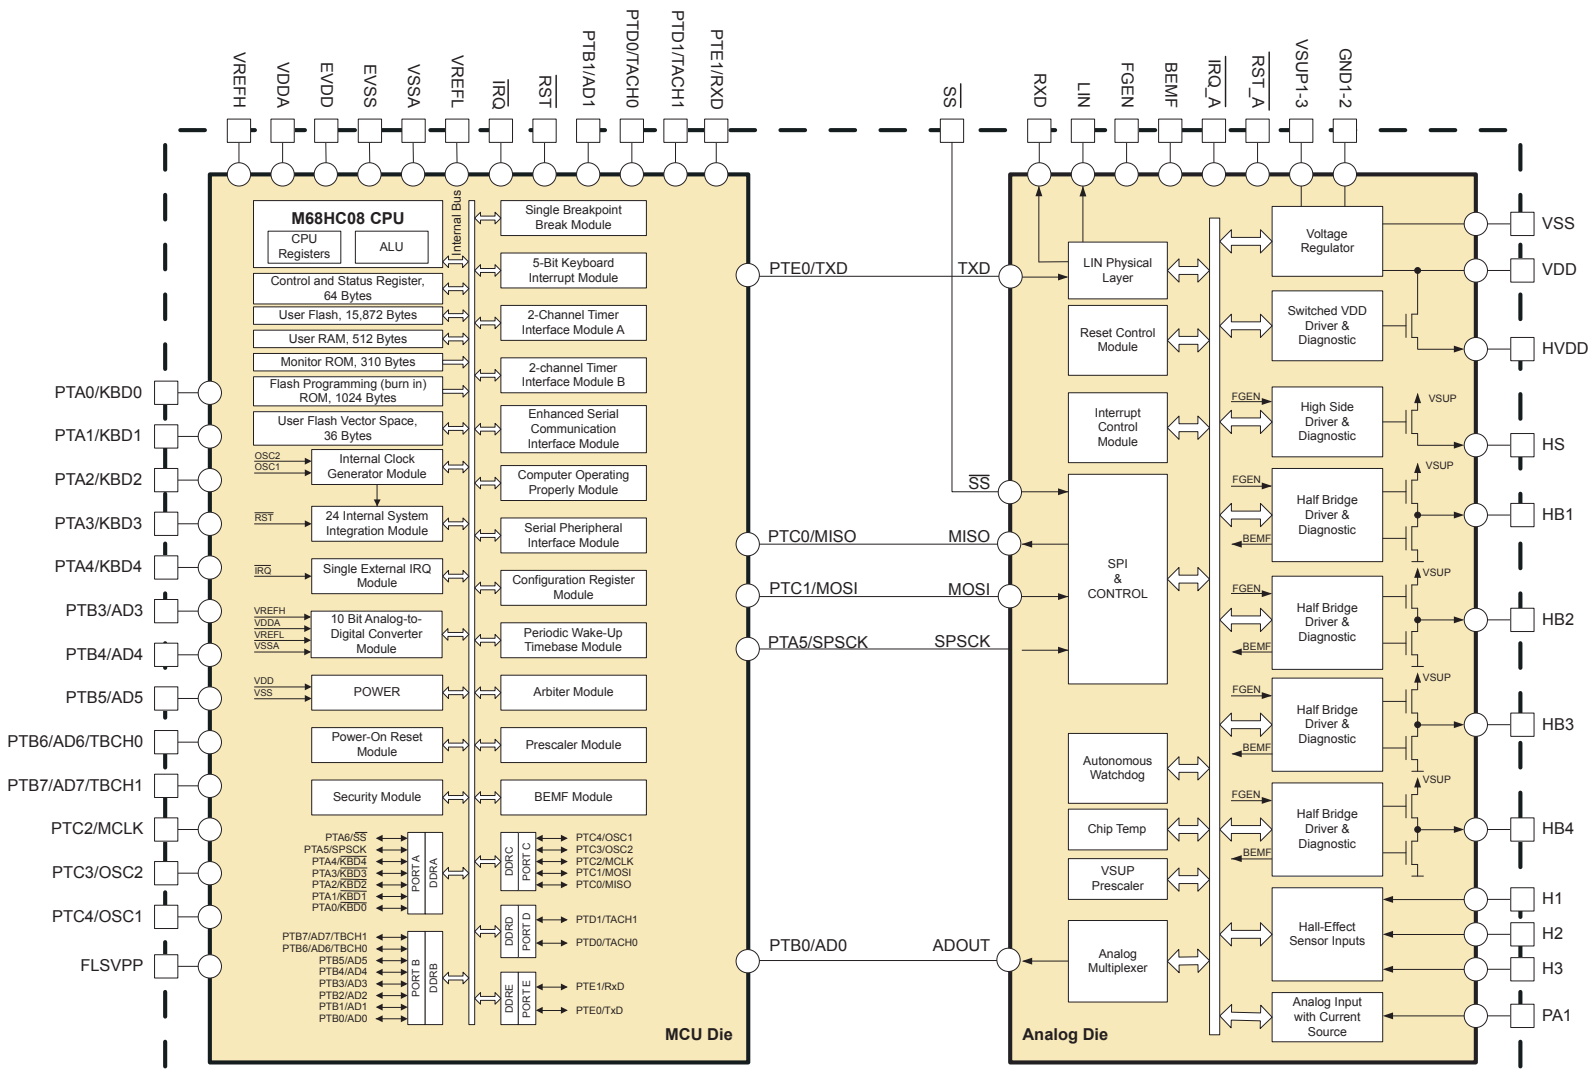 VREFH
VDDA
EVDD
EVSS
VSSA
VREFL
IRQ
RST
PTB1/AD1
PTD0/TACH0
PTD1/TACH1
PTE1/RXD
SS
RXD
LIN
FGEN
BEMF
IRQ_A
RST_A
VSUP1-3
GND1-2
PTA0/KBD0
PTA1/KBD1
PTA2/KBD2
PTA3/KBD3
PTA4/KBD4
PTB3/AD3
PTB4/AD4
PTB5/AD5
PTB6/AD6/TBCH0
PTB7/AD7/TBCH1
PTC2/MCLK
PTC3/OSC2
PTC4/OSC1
FLSVPP
M68HC08 CPU
CPU
Registers
ALU
Internal Bus
Control and Status Register,
64 Bytes
User Flash, 15,872 Bytes
User RAM, 512 Bytes
Monitor ROM, 310 Bytes
Flash Programming (burn in)
ROM, 1024 Bytes
User Flash Vector Space,
36 Bytes
OSC2
OSC1
Internal Clock
Generator Module
RST
24 Internal System
Integration Module
IRQ
Single External IRQ
Module
VREFH
VDDA
VREFL
VSSA
10 Bit Analog-to-
Digital Converter
Module
VDD
VSS
POWER
Power-On Reset
Module
Security Module
PTA6/SS
PTA5/SPSCK
PTA4/KBD4
PTA3/KBD3
PTA2/KBD2
PTA1/KBD1
PTA0/KBD0
PORT A
DDRA
PTB7/AD7/TBCH1
PTB6/AD6/TBCH0
PTB5/AD5
PTB4/AD4
PTB3/AD3
PTB2/AD2
PTB1/AD1
PTB0/AD0
PORT B
DDRB
Single Breakpoint
Break Module
5-Bit Keyboard
Interrupt Module
2-Channel Timer
Interface Module A
2-channel Timer
Interface Module B
Enhanced Serial
Communication
Interface Module
Computer Operating
Properly Module
Serial Pheripheral
Interface Module
Configuration Register
Module
Periodic Wake-Up
Timebase Module
Arbiter Module
Prescaler Module
BEMF Module
DDRC
PORT C
PTC4/OSC1
PTC3/OSC2
PTC2/MCLK
PTC1/MOSI
PTC0/MISO
DDRD
PORT D
PTD1/TACH1
PTD0/TACH0
DDRE
PORT E
PTE1/RxD
PTE0/TxD
MCU Die
PTE0/TXD
TXD
SS
PTC0/MISO
MISO
PTC1/MOSI
MOSI
PTA5/SPSCK
SPSCK
PTB0/AD0
ADOUT
LIN Physical
Layer
Reset Control
Module
Interrupt
Control
Module
SPI
&
CONTROL
Autonomous
Watchdog
Chip Temp
VSUP
Prescaler
Analog
Multiplexer
Analog Die
Voltage
Regulator
Switched VDD
Driver &
Diagnostic
FGEN
High Side
Driver &
Diagnostic
VSUP
FGEN
BEMF
Half Bridge
Driver &
Diagnostic
VSUP
FGEN
BEMF
Half Bridge
Driver &
Diagnostic
VSUP
FGEN
BEMF
Half Bridge
Driver &
Diagnostic
VSUP
FGEN
BEMF
Half Bridge
Driver &
Diagnostic
VSUP
Hall-Effect
Sensor Inputs
Analog Input
with Current
Source
VSS
VDD
HVDD
HS
HB1
HB2
HB3
HB4
H1
H2
H3
PA1